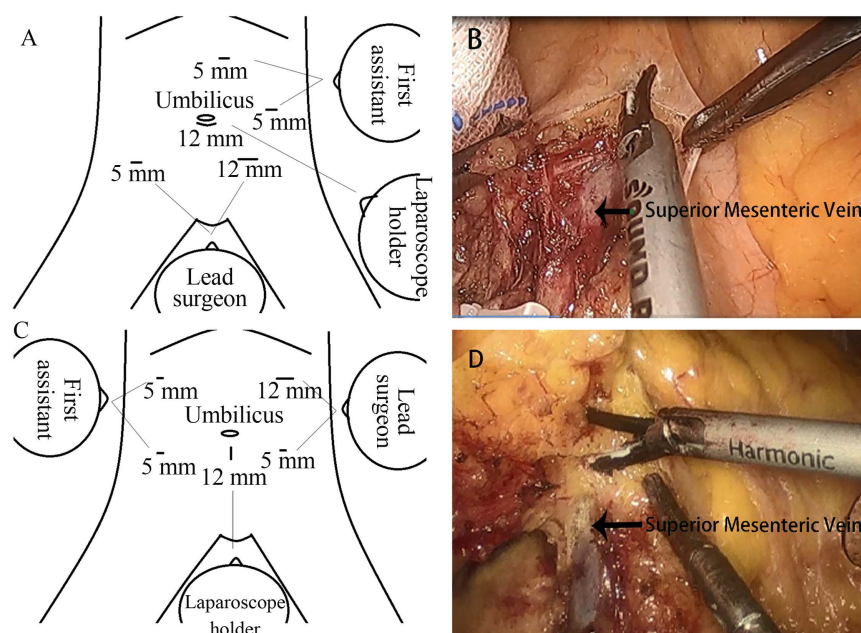 A
5 mm
First
assistant
Umbilicus
5 mm
12 mm
5 mm
12 mm
Laparoscope
holder
Lead
surgeon
B
SOUND
Superior Mesenteric Vein
C
First
assistant
5 mm
12 mm
Lead
surgeon
Umbilicus
5 mm
5 mm
12 mm
Laparoscope
holder
D
Harmonic
Superior Mesenteric Vein